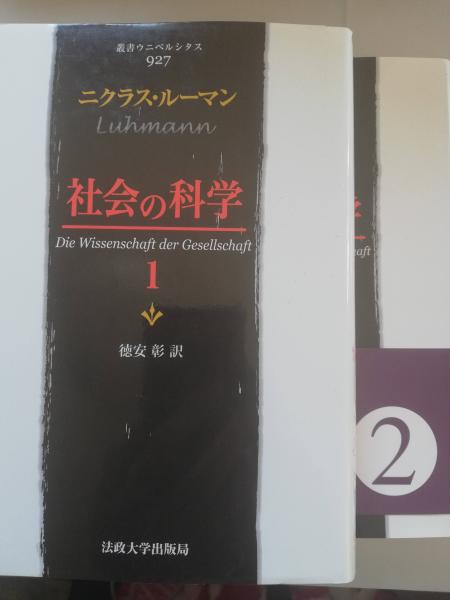 叢書ウニベルシタス
927
ニクラス・ルーマン
Luhmann
社会の科学
Die Wissenschaft der Gesellschaft
1
徳安 彰 訳
法政大学出版局
学
haft
2